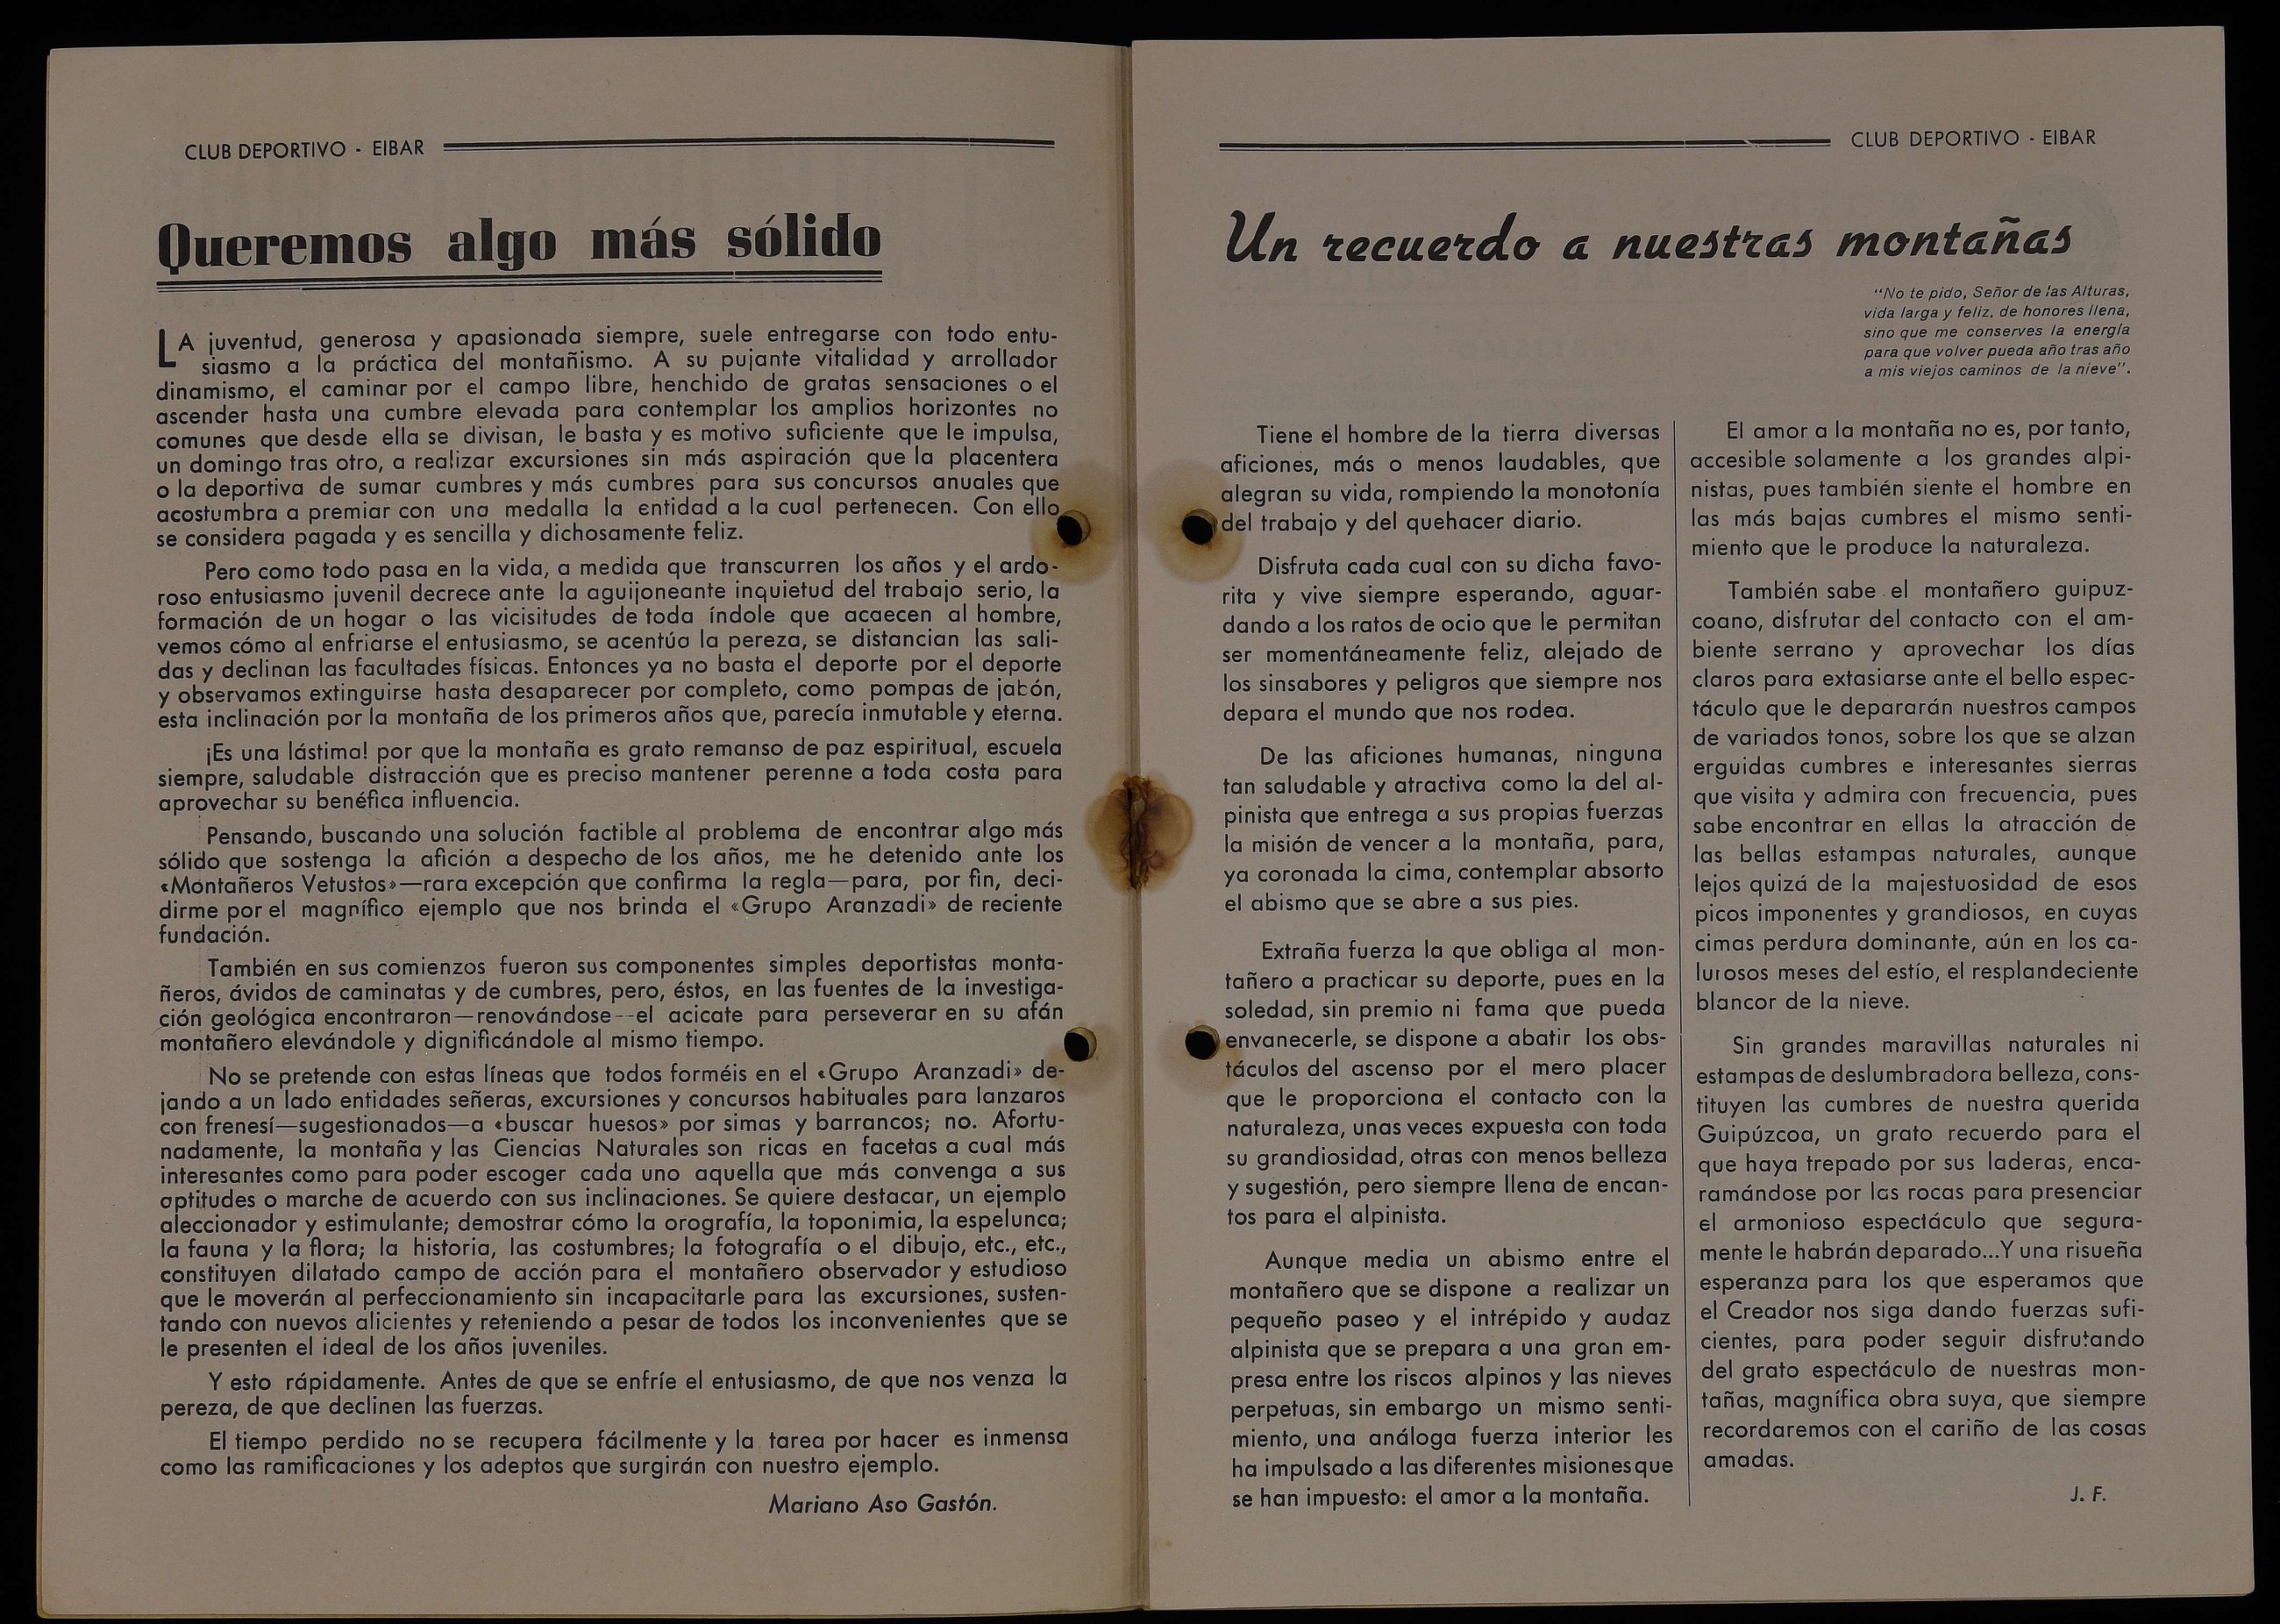 CLUB DEPORTIVO - EIBAR
Queremos algo más sólido
LA juventud, generosa y apasionada siempre, suele entregarse con todo entu-
siasmo a la práctica del montañismo. A su pujante vitalidad y arrollador
dinamismo, el caminar por el campo libre, henchido de gratas sensaciones o el
ascender hasta una cumbre elevada para contemplar los amplios horizontes no
comunes que desde ella se divisan, le basta y es motivo suficiente que le impulsa,
un domingo tras otro, a realizar excursiones sin más aspiración que la placentera
o la deportiva de sumar cumbres y más cumbres para sus concursos anuales que
acostumbra a premiar con una medalla la entidad a la cual pertenecen. Con ello
se considera pagada y es sencilla y dichosamente feliz.
Pero como todo pasa en la vida, a medida que transcurren los años y el ardo-
roso entusiasmo juvenil decrece ante la aguijoneante inquietud del trabajo serio, la
formación de un hogar o las vicisitudes de toda índole que acaecen al hombre,
vemos cómo al enfriarse el entusiasmo, se acentúa la pereza, se distancian las sali-
das y declinan las facultades físicas. Entonces ya no basta el deporte por el deporte
y observamos extinguirse hasta desaparecer por completo, como pompas de jabón,
esta inclinación por la montaña de los primeros años que, parecía inmutable y eterna.
¡Es una lástima! por que la montaña es grato remanso de paz espiritual, escuela
siempre, saludable distracción que es preciso mantener perenne a toda costa para
aprovechar su benéfica influencia.
Pensando, buscando una solución factible al problema de encontrar algo más
sólido que sostenga la afición a despecho de los años, me he detenido ante los
«Montañeros Vetustos»—rara excepción que confirma la regla—para, por fin, deci-
dirme por el magnífico ejemplo que nos brinda el «Grupo Aranzadi» de reciente
fundación.
También en sus comienzos fueron sus componentes simples deportistas monta-
ñeros, ávidos de caminatas y de cumbres, pero, éstos, en las fuentes de la investiga-
ción geológica encontraron—renovándose--el acicate para perseverar en su afán
montañero elevándole y dignificándole al mismo tiempo.
No se pretende con estas líneas que todos forméis en el «Grupo Aranzadi» de-
jando a un lado entidades señeras, excursiones y concursos habituales para lanzaros
con frenesí—sugestionados—a «buscar huesos» por simas y barrancos; no. Afortu-
nadamente, la montaña y las Ciencias Naturales son ricas en facetas a cual más
interesantes como para poder escoger cada uno aquella que más convenga a sus
aptitudes o marche de acuerdo con sus inclinaciones. Se quiere destacar, un ejemplo
aleccionador y estimulante; demostrar cómo la orografía, la toponimia, la espelunca;
la fauna y la flora; la historia, las costumbres; la fotografía o el dibujo, etc., etc.,
constituyen dilatado campo de acción para el montañero observador y estudioso
que le moverán al perfeccionamiento sin incapacitarle para las excursiones, susten-
tando con nuevos alicientes y reteniendo a pesar de todos los inconvenientes que se
le presenten el ideal de los años juveniles.
Y esto rápidamente. Antes de que se enfríe el entusiasmo, de que nos venza la
pereza, de que declinen las fuerzas.
El tiempo perdido no se recupera fácilmente y la tarea por hacer es inmensa
como las ramificaciones y los adeptos que surgirán con nuestro ejemplo.
Mariano Aso Gastón.
CLUB DEPORTIVO - EIBAR
Un recuerdo a nuestras montañas
“No te pido, Señor de las Alturas,
vida larga y feliz, de honores llena,
sino que me conserves la energía
para que volver pueda año tras año
a mis viejos caminos de la nieve”.
Tiene el hombre de la tierra diversas
aficiones, más o menos laudables, que
alegran su vida, rompiendo la monotonía
del trabajo y del quehacer diario.
Disfruta cada cual con su dicha favo-
rita y vive siempre esperando, aguar-
dando a los ratos de ocio que le permitan
ser momentáneamente feliz, alejado de
los sinsabores y peligros que siempre nos
depara el mundo que nos rodea.
De las aficiones humanas, ninguna
tan saludable y atractiva como la del al-
pinista que entrega a sus propias fuerzas
la misión de vencer a la montaña, para,
ya coronada la cima, contemplar absorto
el abismo que se abre a sus pies.
Extraña fuerza la que obliga al mon-
tañero a practicar su deporte, pues en la
soledad, sin premio ni fama que pueda
envanecerle, se dispone a abatir los obs-
táculos del ascenso por el mero placer
que le proporciona el contacto con la
naturaleza, unas veces expuesta con toda
su grandiosidad, otras con menos belleza
y sugestión, pero siempre llena de encan-
tos para el alpinista.
Aunque media un abismo entre el
montañero que se dispone a realizar un
pequeño paseo y el intrépido y audaz
alpinista que se prepara a una gran em-
presa entre los riscos alpinos y las nieves
perpetuas, sin embargo un mismo senti-
miento, una análoga fuerza interior les
ha impulsado a las diferentes misiones que
se han impuesto: el amor a la montaña.
El amor a la montaña no es, por tanto,
accesible solamente a los grandes alpi-
nistas, pues también siente el hombre en
las más bajas cumbres el mismo senti-
miento que le produce la naturaleza.
También sabe el montañero guipuz-
coano, disfrutar del contacto con el am-
biente serrano y aprovechar los días
claros para extasiarse ante el bello espec-
táculo que le depararán nuestros campos
de variados tonos, sobre los que se alzan
erguidas cumbres e interesantes sierras
que visita y admira con frecuencia, pues
sabe encontrar en ellas la atracción de
las bellas estampas naturales, aunque
lejos quizá de la majestuosidad de esos
picos imponentes y grandiosos, en cuyas
cimas perdura dominante, aún en los ca-
lurosos meses del estío, el resplandeciente
blancor de la nieve.
Sin grandes maravillas naturales ni
estampas de deslumbradora belleza, cons-
tituyen las cumbres de nuestra querida
Guipúzcoa, un grato recuerdo para el
que haya trepado por sus laderas, enca-
ramándose por las rocas para presenciar
el armonioso espectáculo que segura-
mente le habrán deparado...Y una risueña
esperanza para los que esperamos que
el Creador nos siga dando fuerzas sufi-
cientes, para poder seguir disfrutando
del grato espectáculo de nuestras mon-
tañas, magnífica obra suya, que siempre
recordaremos con el cariño de las cosas
amadas.
J. F.